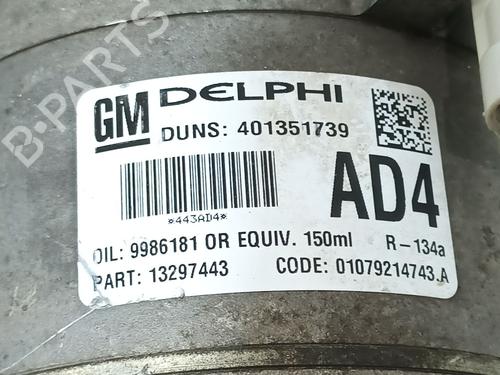 B-PARTS
GM DELPHI
DUNS: 401351739
*443AD4*
AD4
OIL: 9986181 OR EQUIV. 150ml R-134a
PART: 13297443 CODE: 01079214743.A